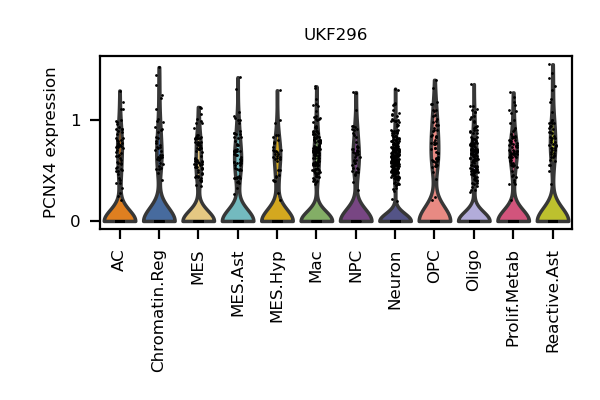 UKF296
PCNX4 expression
1
0
AC
Chromatin.Reg
MES
MES.Ast
MES.Hyp
Mac
NPC
Neuron
OPC
Oligo
Prolif.Metab
Reactive.Ast